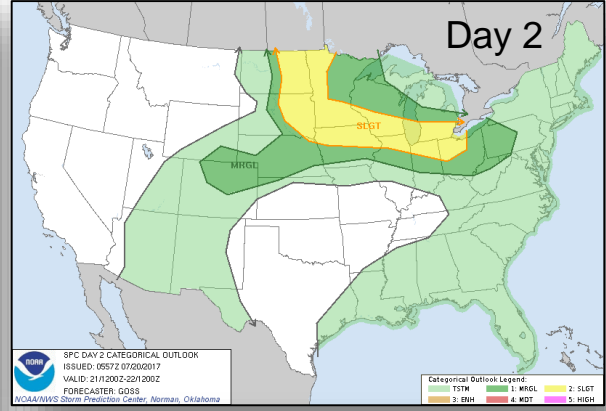 Day 2
SLGT
MRGL
NOAA
SPC DAY 2 CATEGORICAL OUTLOOK
ISSUED: 0557Z 07/20/2017
VALID: 21/1200Z-22/1200Z
FORECASTER: GOSS
NOAA/NWS Storm Prediction Center, Norman, Oklahoma
Categorical Outlook Legend:
TSTM 1: MRGL 2: SLGT
3: ENH 4: MDT 5: HIGH